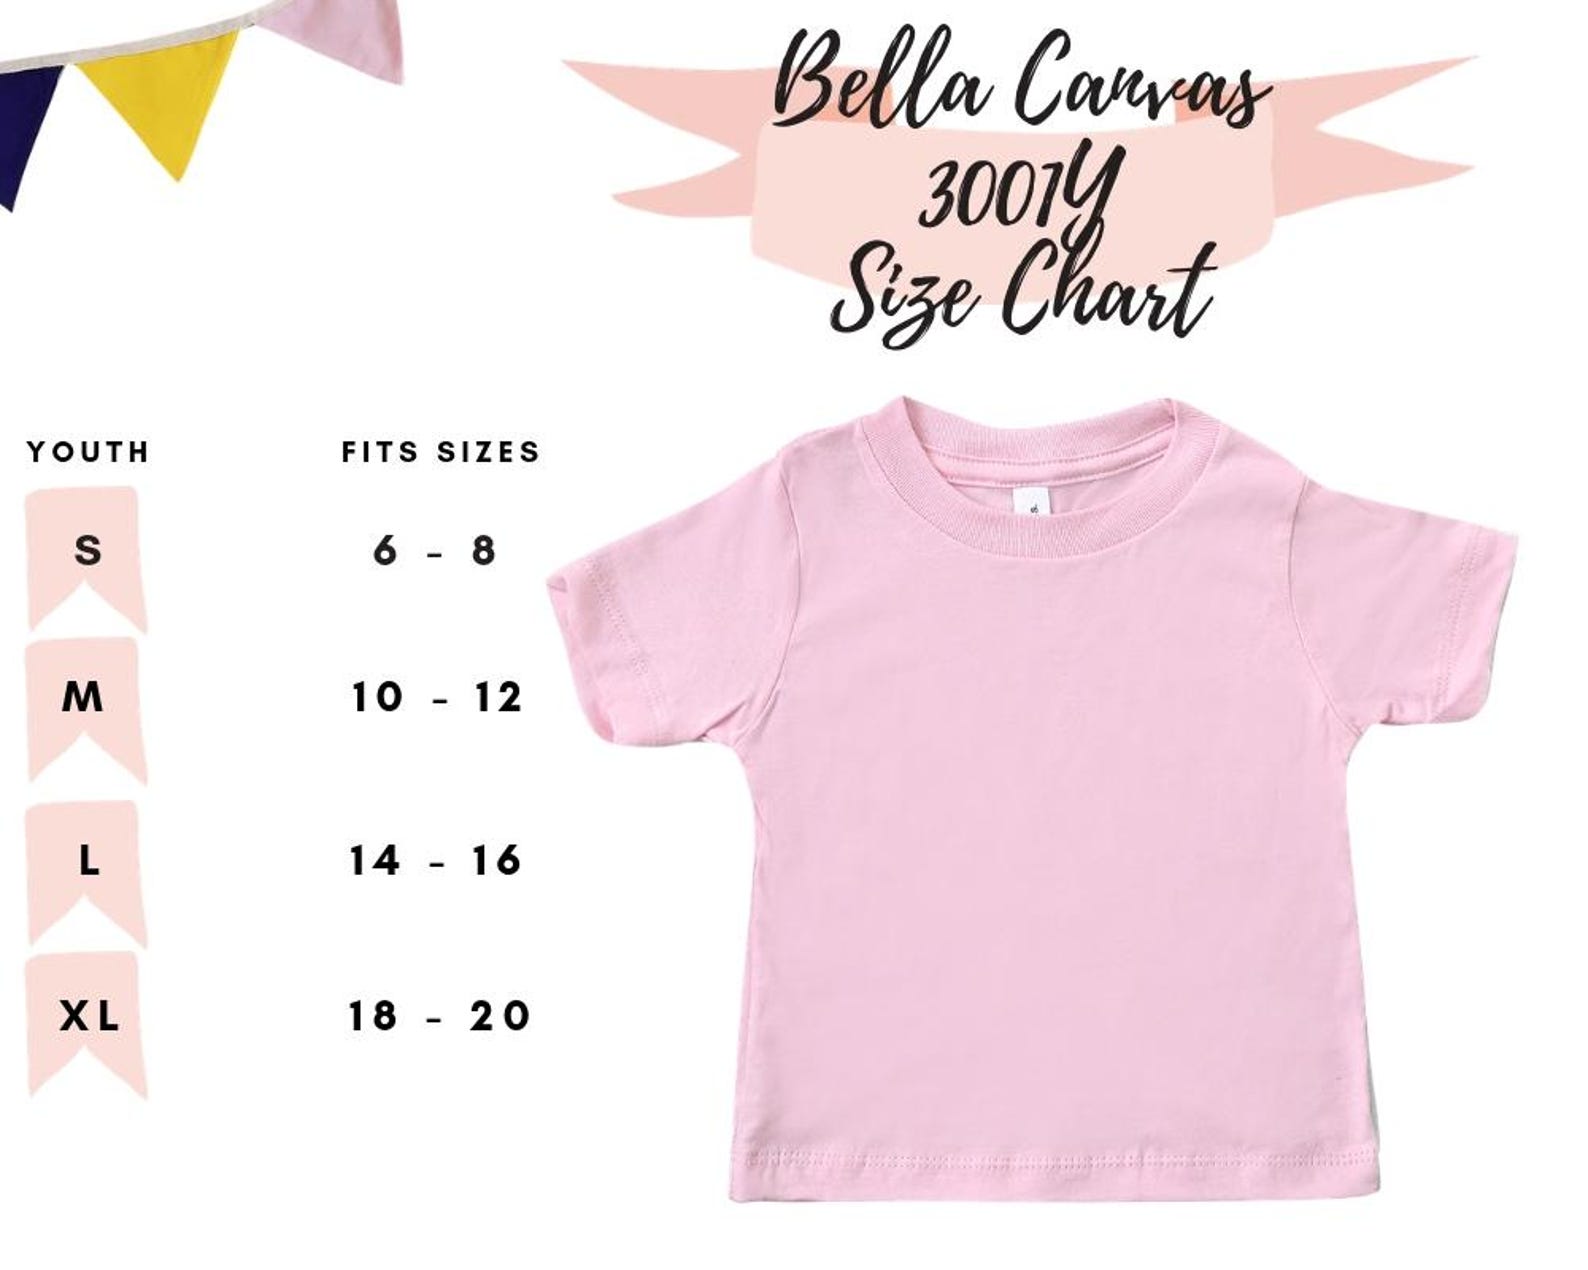 Bella Canvas
3001Y
Size Chart
YOUTH FITS SIZES
S 6 - 8
M 10 - 12
L 14 - 16
XL 18 - 20